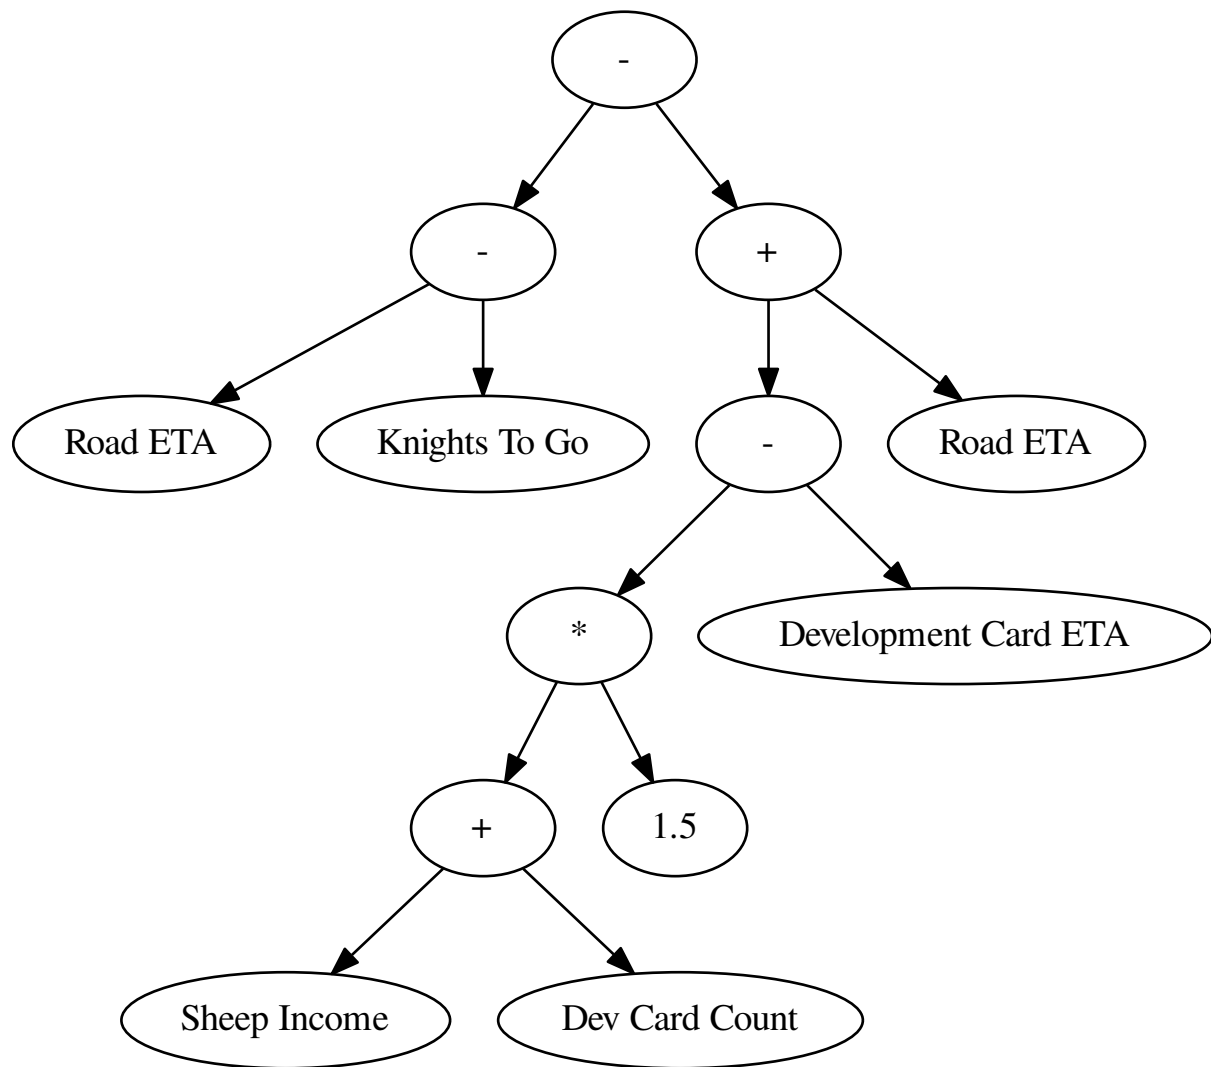 -
-
+
Road ETA
Knights To Go
-
Road ETA
*
Development Card ETA
+
1.5
Sheep Income
Dev Card Count